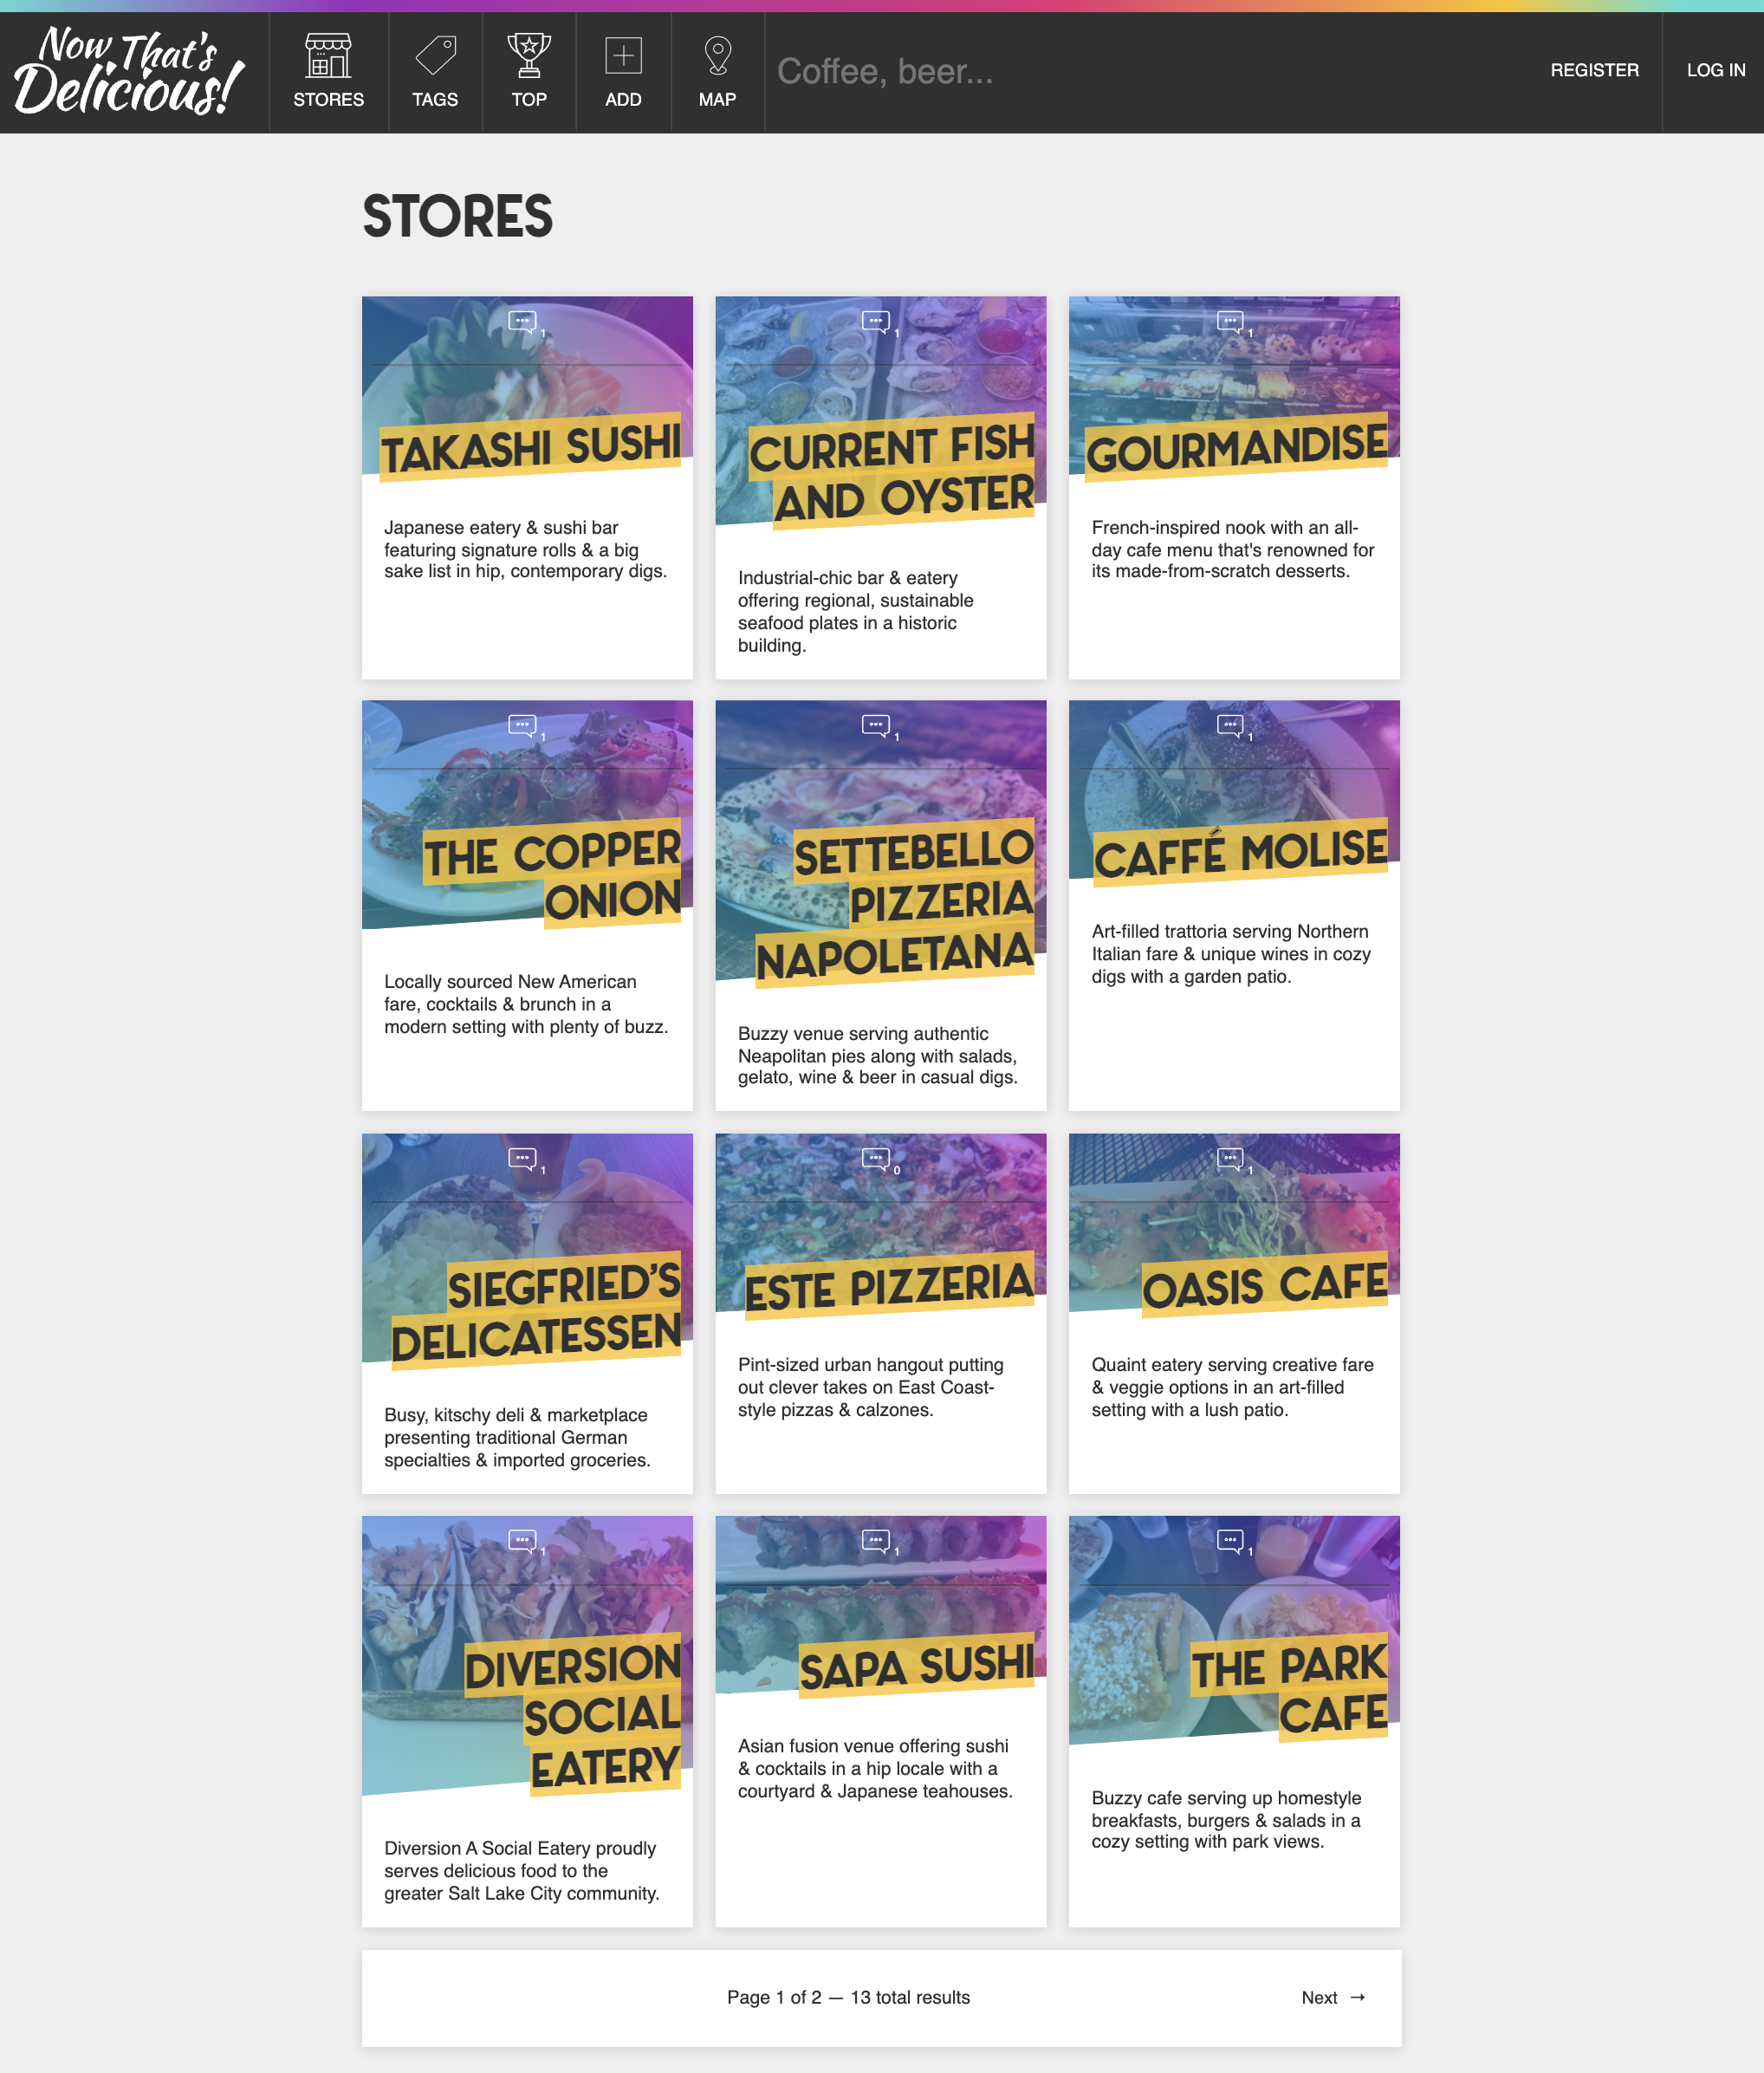 Now That's
Delicious!
STORES
TAGS
TOP
ADD
MAP
Coffee, beer...
REGISTER
LOG IN
STORES
1
TAKASHI SUSHI
Japanese eatery & sushi bar
featuring signature rolls & a big
sake list in hip, contemporary digs.
1
CURRENT FISH
AND OYSTER
Industrial-chic bar & eatery
offering regional, sustainable
seafood plates in a historic
building.
1
GOURMANDISE
French-inspired nook with an all-
day cafe menu that's renowned for
its made-from-scratch desserts.
1
THE COPPER
ONION
Locally sourced New American
fare, cocktails & brunch in a
modern setting with plenty of buzz.
1
SETTEBELLO
PIZZERIA
NAPOLETANA
Buzzy venue serving authentic
Neapolitan pies along with salads,
gelato, wine & beer in casual digs.
1
CAFFÉ MOLISE
Art-filled trattoria serving Northern
Italian fare & unique wines in cozy
digs with a garden patio.
1
SIEGFRIED’S
DELICATESSEN
Busy, kitschy deli & marketplace
presenting traditional German
specialties & imported groceries.
0
ESTE PIZZERIA
Pint-sized urban hangout putting
out clever takes on East Coast-
style pizzas & calzones.
1
OASIS CAFE
Quaint eatery serving creative fare
& veggie options in an art-filled
setting with a lush patio.
1
DIVERSION
SOCIAL
EATERY
Diversion A Social Eatery proudly
serves delicious food to the
greater Salt Lake City community.
1
SAPA SUSHI
Asian fusion venue offering sushi
& cocktails in a hip locale with a
courtyard & Japanese teahouses.
1
THE PARK
CAFE
Buzzy cafe serving up homestyle
breakfasts, burgers & salads in a
cozy setting with park views.
Page 1 of 2 — 13 total results
Next →